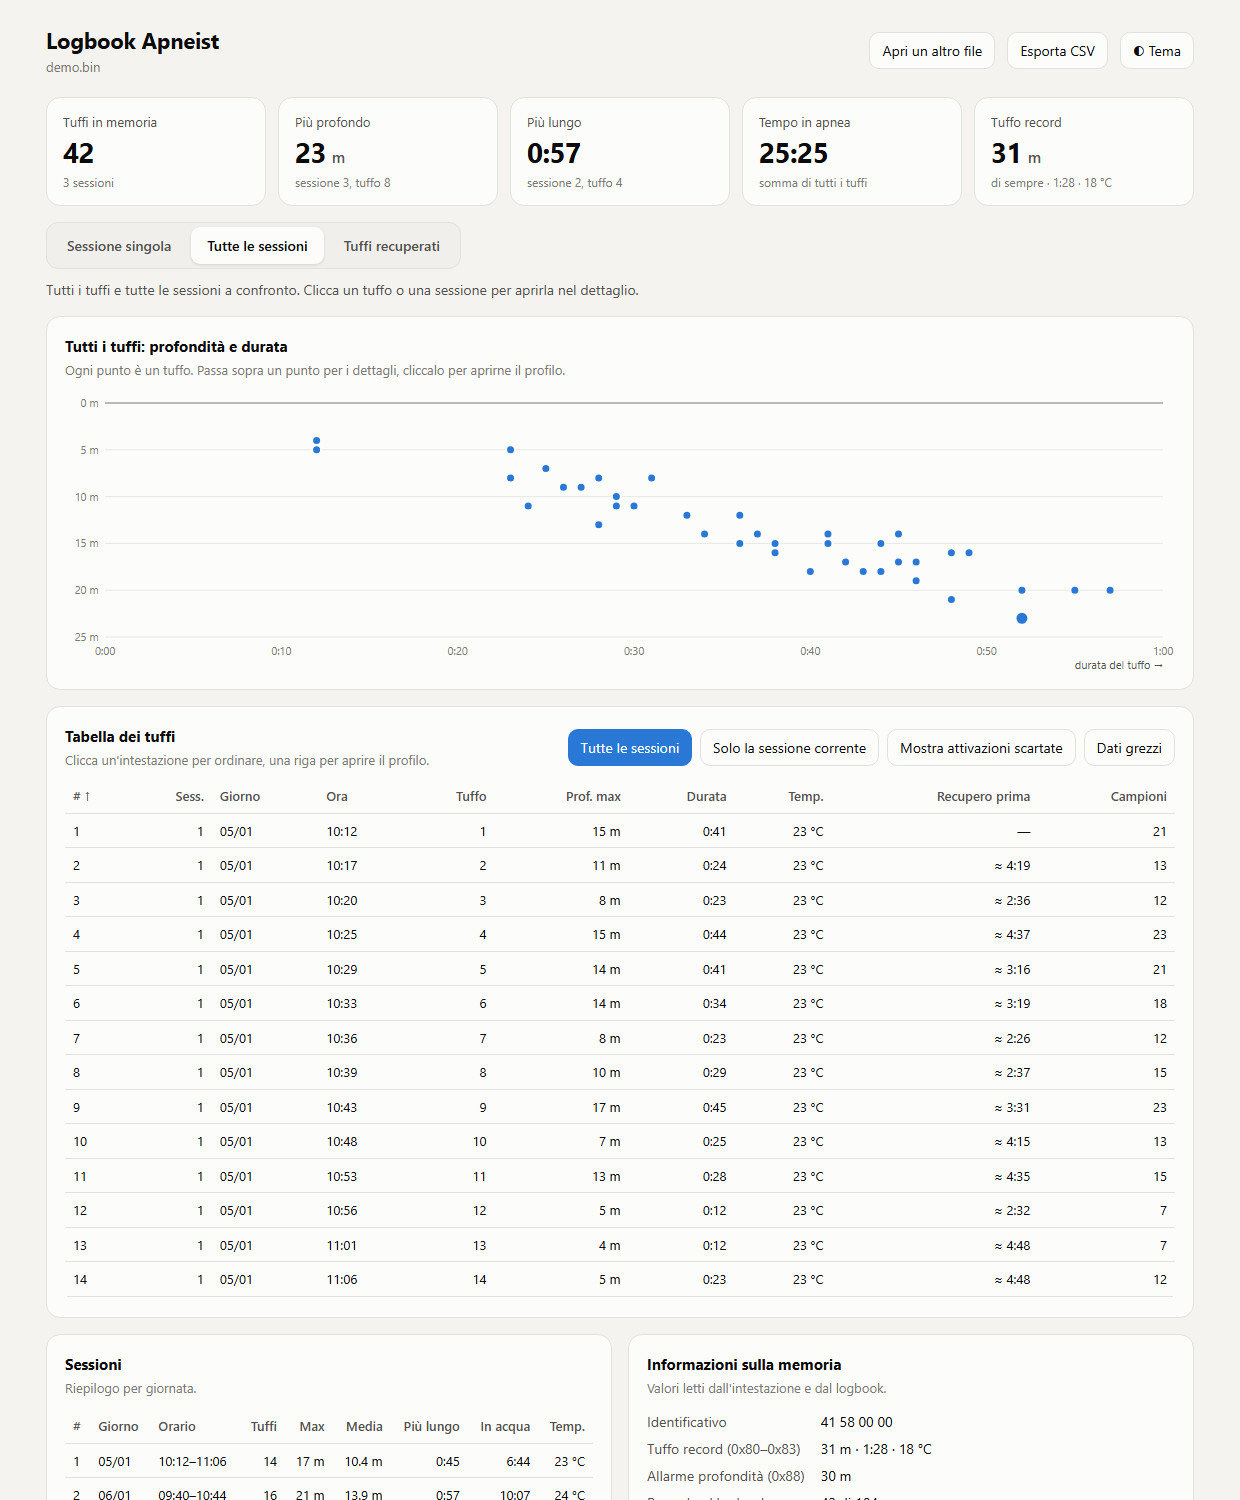 Logbook Apneist
demo.bin
Apri un altro file
Esporta CSV
◐ Tema
Tuffi in memoria
42
3 sessioni
Più profondo
23 m
sessione 3, tuffo 8
Più lungo
0:57
sessione 2, tuffo 4
Tempo in apnea
25:25
somma di tutti i tuffi
Tuffo record
31 m
di sempre · 1:28 · 18 °C
Sessione singola
Tutte le sessioni
Tuffi recuperati
Tutti i tuffi e tutte le sessioni a confronto. Clicca un tuffo o una sessione per aprirla nel dettaglio.
Tutti i tuffi: profondità e durata
Ogni punto è un tuffo. Passa sopra un punto per i dettagli, cliccalo per aprirne il profilo.
0 m
5 m
10 m
15 m
20 m
25 m
0:00 0:10 0:20 0:30 0:40 0:50 1:00
durata del tuffo →
Tabella dei tuffi
Clicca un'intestazione per ordinare, una riga per aprire il profilo.
Tutte le sessioni
Solo la sessione corrente
Mostra attivazioni scartate
Dati grezzi
# ↑ Sess. Giorno Ora Tuffo Prof. max Durata Temp. Recupero prima Campioni
1 1 05/01 10:12 1 15 m 0:41 23 °C — 21
2 1 05/01 10:17 2 11 m 0:24 23 °C ≈ 4:19 13
3 1 05/01 10:20 3 8 m 0:23 23 °C ≈ 2:36 12
4 1 05/01 10:25 4 15 m 0:44 23 °C ≈ 4:37 23
5 1 05/01 10:29 5 14 m 0:41 23 °C ≈ 3:16 21
6 1 05/01 10:33 6 14 m 0:34 23 °C ≈ 3:19 18
7 1 05/01 10:36 7 8 m 0:23 23 °C ≈ 2:26 12
8 1 05/01 10:39 8 10 m 0:29 23 °C ≈ 2:37 15
9 1 05/01 10:43 9 17 m 0:45 23 °C ≈ 3:31 23
10 1 05/01 10:48 10 7 m 0:25 23 °C ≈ 4:15 13
11 1 05/01 10:53 11 13 m 0:28 23 °C ≈ 4:35 15
12 1 05/01 10:56 12 5 m 0:12 23 °C ≈ 2:32 7
13 1 05/01 11:01 13 4 m 0:12 23 °C ≈ 4:48 7
14 1 05/01 11:06 14 5 m 0:23 23 °C ≈ 4:48 12
Sessioni
Riepilogo per giornata.
# Giorno Orario Tuffi Max Media Più lungo In acqua Temp.
1 05/01 10:12–11:06 14 17 m 10.4 m 0:45 6:44 23 °C
2 06/01 09:40–10:44 16 21 m 13.9 m 0:57 10:07 24 °C
Informazioni sulla memoria
Valori letti dall'intestazione e dal logbook.
Identificativo 41 58 00 00
Tuffo record (0x80–0x83) 31 m · 1:28 · 18 °C
Allarme profondità (0x88) 30 m